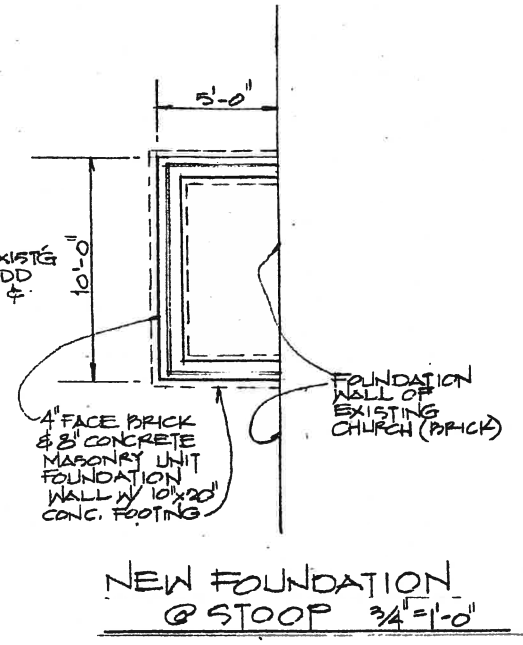 5'-0"
10'-0"
XIST'G
DD
&
4" FACE BRICK
& 8" CONCRETE
MASONRY UNIT
FOUNDATION
WALL W/ 10"x20"
CONC. FOOTING
FOUNDATION
WALL OF
EXISTING
CHURCH (BRICK)
NEW FOUNDATION
@ STOOP 3/4"=1'-0"